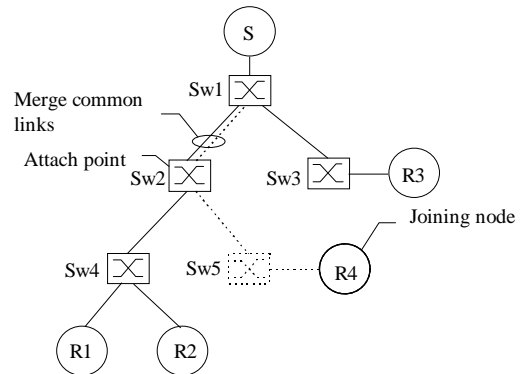 S
Sw1
Merge common
links
Attach point
Sw2
Sw3
R3
Joining node
Sw4
Sw5
R4
R1
R2